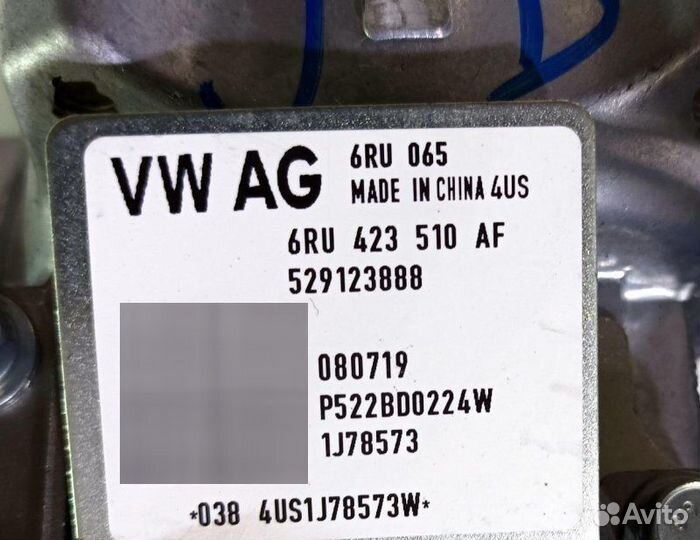 VW AG
6RU 065
MADE IN CHINA 4US
6RU 423 510 AF
529123888
080719
P522BD0224W
1J78573
*038 4US1J78573W*
Avito